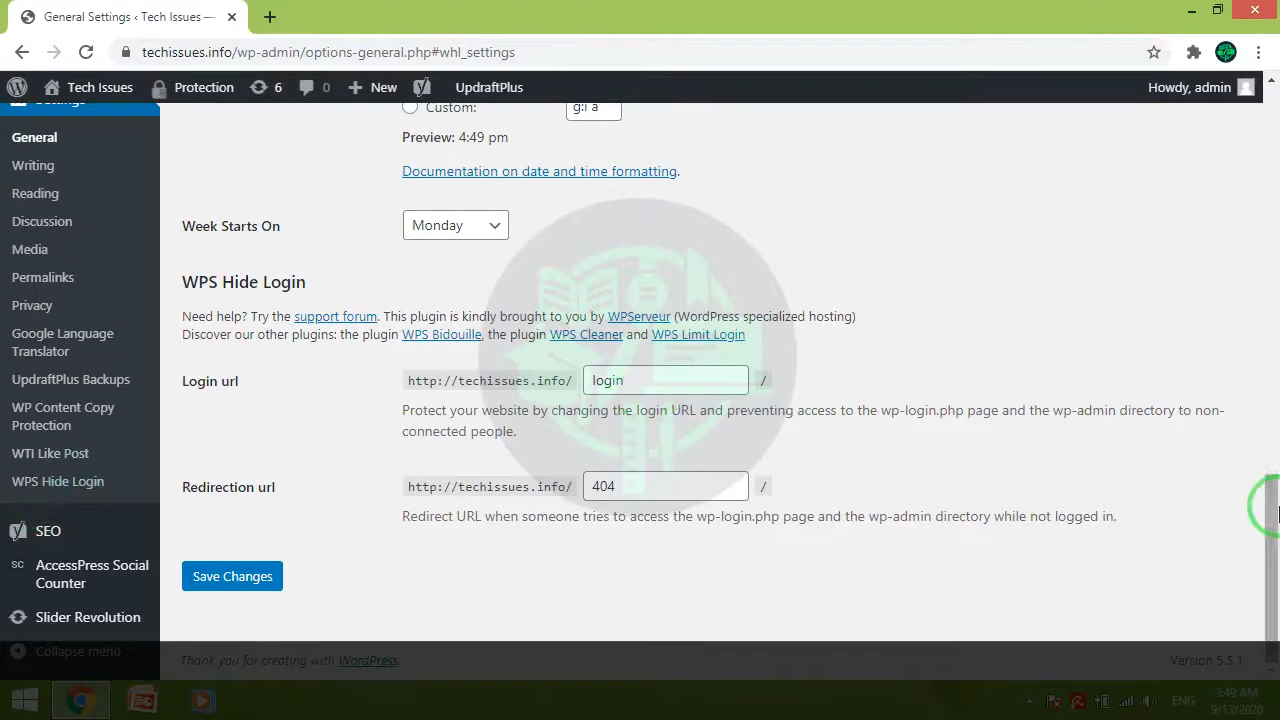 General Settings ‹ Tech Issues —
techissues.info/wp-admin/options-general.php#whl_settings
Tech Issues Protection 6 0 New UpdraftPlus Howdy, admin
Settings
General
Writing
Reading
Discussion
Media
Permalinks
Privacy
Google Language
Translator
UpdraftPlus Backups
WP Content Copy
Protection
WTI Like Post
WPS Hide Login
SEO
SC AccessPress Social
Counter
Slider Revolution
Collapse menu
Custom: g:i a
Preview: 4:49 pm
Documentation on date and time formatting.
Week Starts On Monday
WPS Hide Login
Need help? Try the support forum. This plugin is kindly brought to you by WPServeur (WordPress specialized hosting)
Discover our other plugins: the plugin WPS Bidouille, the plugin WPS Cleaner and WPS Limit Login
Login url http://techissues.info/ login /
Protect your website by changing the login URL and preventing access to the wp-login.php page and the wp-admin directory to non-
connected people.
Redirection url http://techissues.info/ 404 /
Redirect URL when someone tries to access the wp-login.php page and the wp-admin directory while not logged in.
Save Changes
Thank you for creating with WordPress. Version 5.5.1
ENG 3:49 AM
9/13/2020